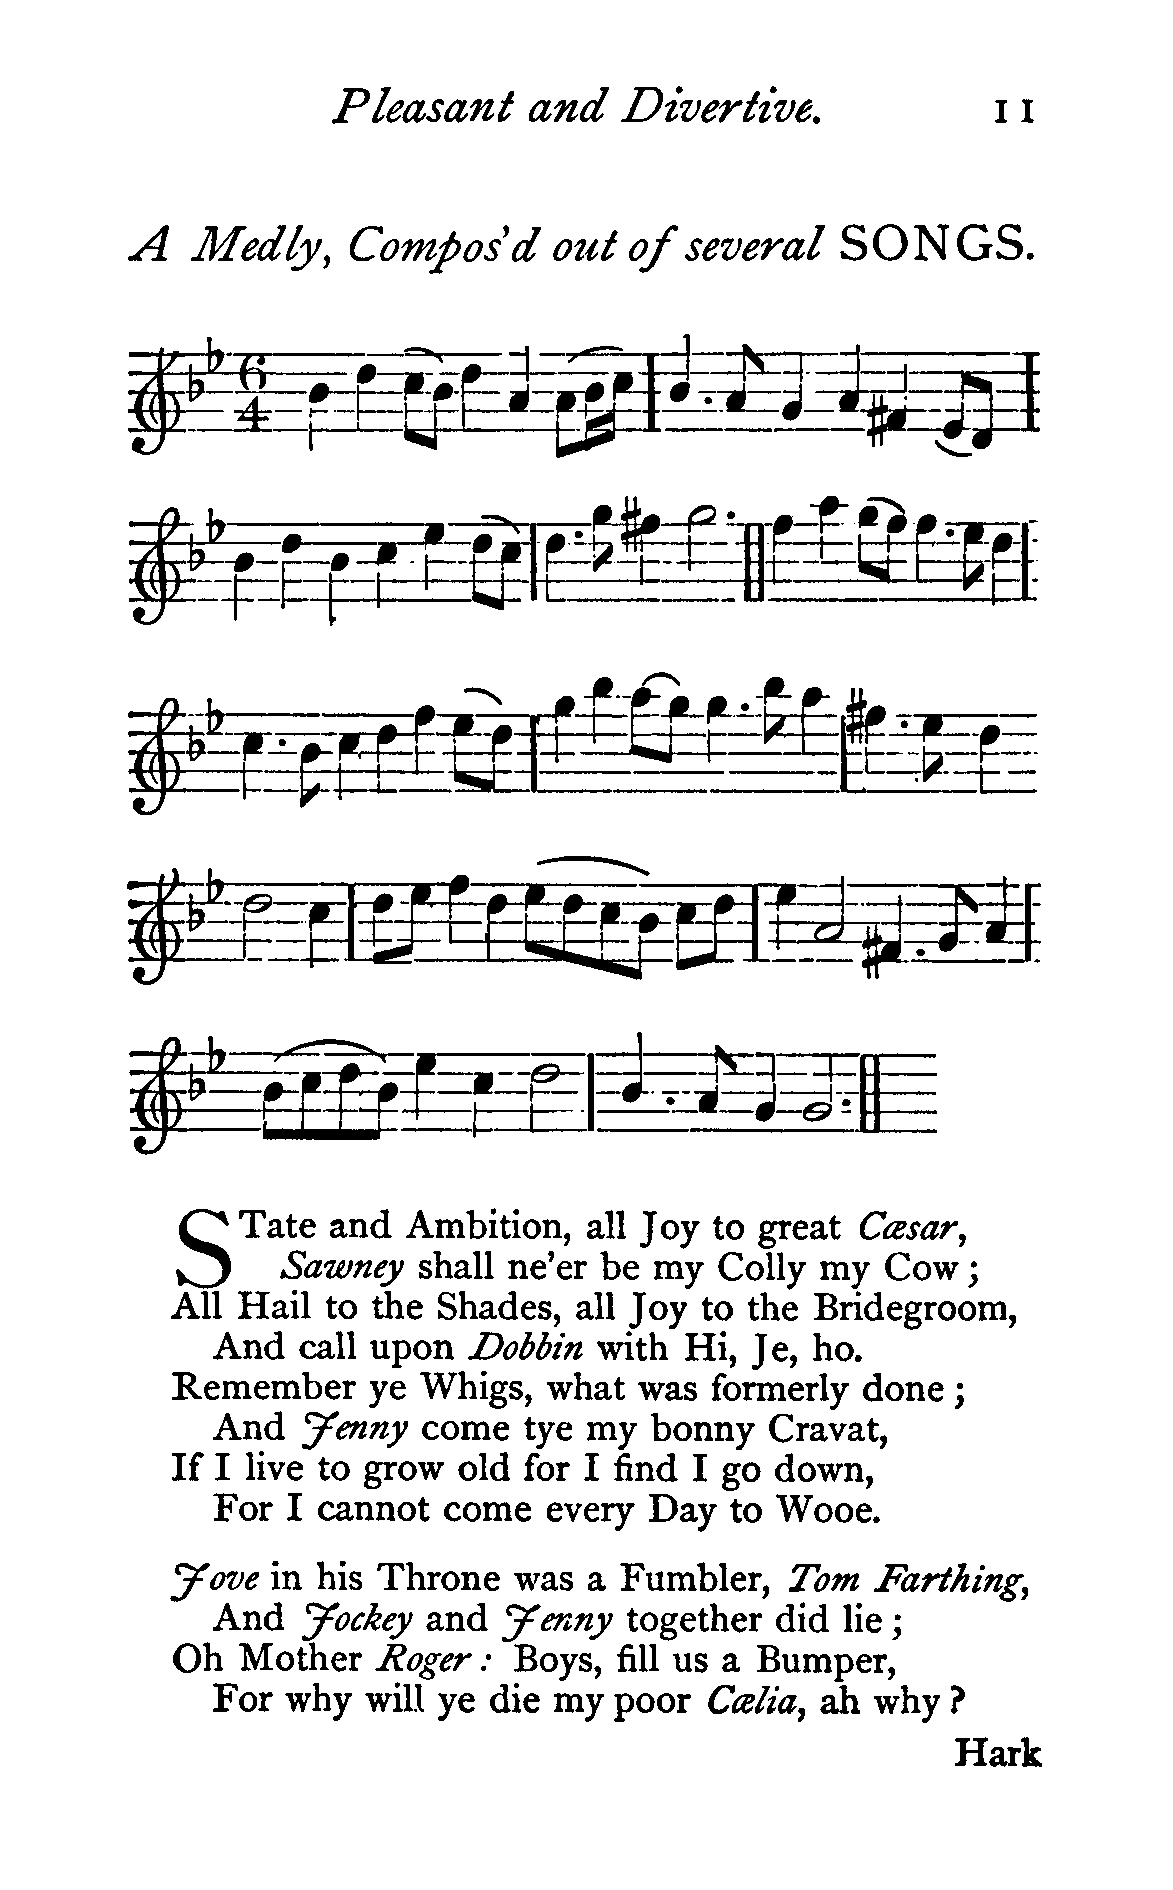 Pleasant and Divertive. 11
A Medly, Compos'd out of several SONGS.
6
4
STate and Ambition, all Joy to great Cæsar,
Sawney shall ne'er be my Colly my Cow;
All Hail to the Shades, all Joy to the Bridegroom,
And call upon Dobbin with Hi, Je, ho.
Remember ye Whigs, what was formerly done;
And Jenny come tye my bonny Cravat,
If I live to grow old for I find I go down,
For I cannot come every Day to Wooe.
Jove in his Throne was a Fumbler, Tom Farthing,
And Jockey and Jenny together did lie;
Oh Mother Roger: Boys, fill us a Bumper,
For why will ye die my poor Cælia, ah why?
Hark